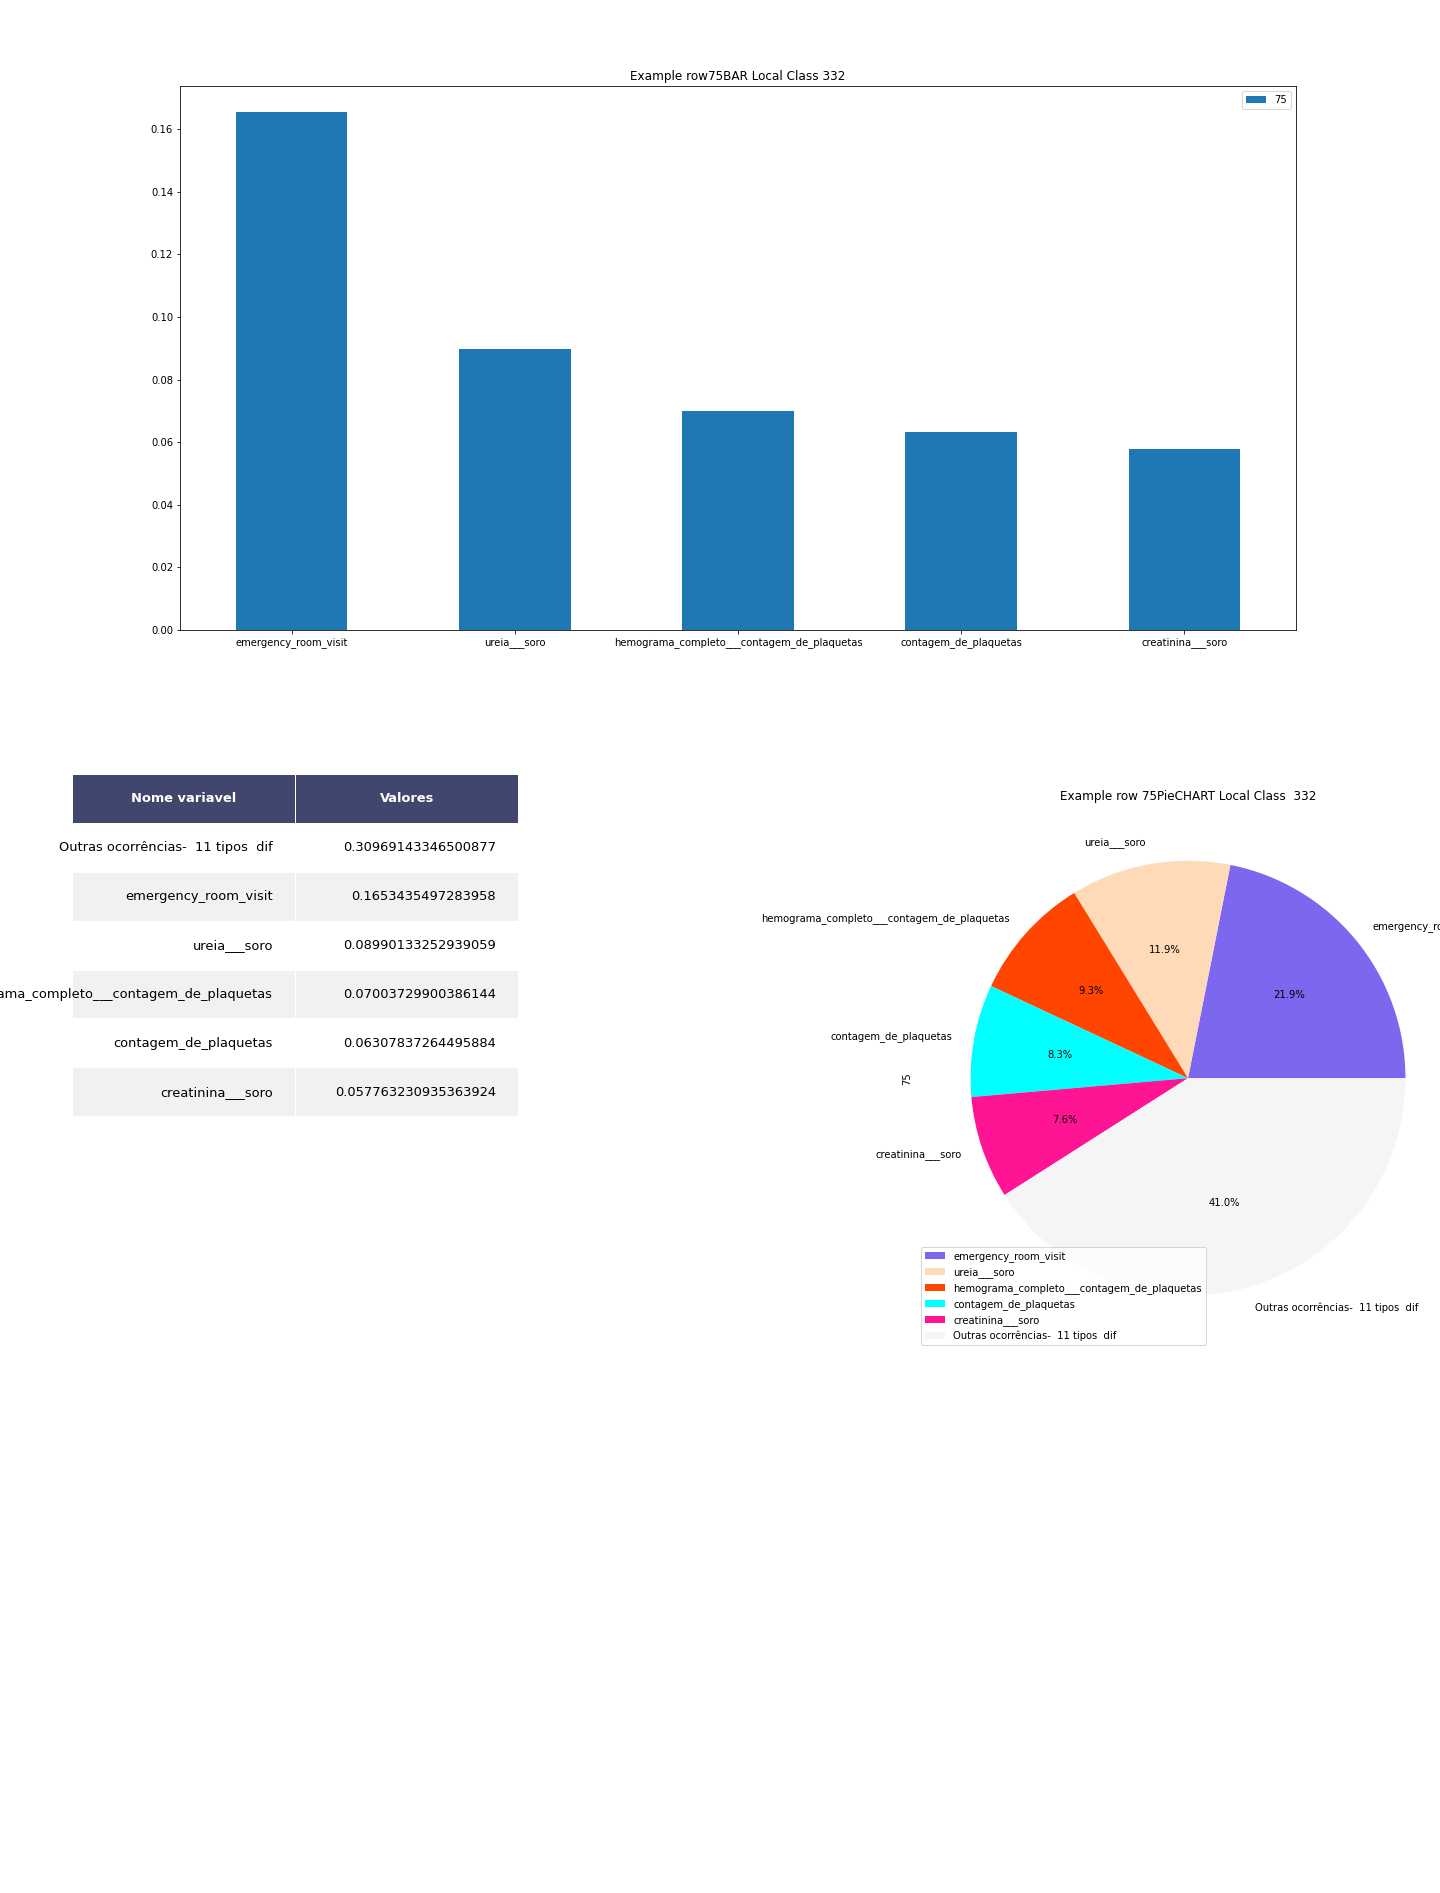 Example row75BAR Local Class 332
75
0.16
0.14
0.12
0.10
0.08
0.06
0.04
0.02
0.00
emergency_room_visit
ureia___soro
hemograma_completo___contagem_de_plaquetas
contagem_de_plaquetas
creatinina___soro
Nome variavel Valores
Outras ocorrências-  11 tipos  dif 0.30969143346500877
emergency_room_visit 0.1653435497283958
ureia___soro 0.08990133252939059
ama_completo___contagem_de_plaquetas 0.07003729900386144
contagem_de_plaquetas 0.06307837264495884
creatinina___soro 0.057763230935363924
Example row 75PieCHART Local Class  332
ureia___soro
hemograma_completo___contagem_de_plaquetas
emergency_ro
11.9%
9.3%
21.9%
contagem_de_plaquetas
8.3%
75
7.6%
creatinina___soro
41.0%
emergency_room_visit
ureia___soro
hemograma_completo___contagem_de_plaquetas
contagem_de_plaquetas
creatinina___soro
Outras ocorrências-  11 tipos  dif
Outras ocorrências-  11 tipos  dif